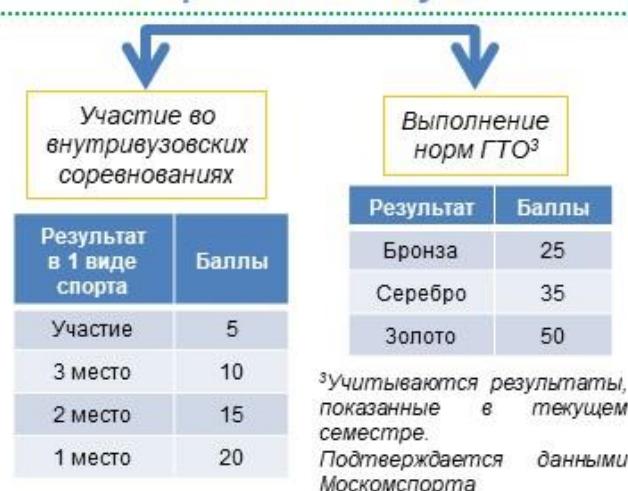 Участие во
внутривузовских
соревнованиях
Результат
в 1 виде
спорта
Баллы
Участие 5
3 место 10
2 место 15
1 место 20
Выполнение
норм ГТО³
Результат Баллы
Бронза 25
Серебро 35
Золото 50
³Учитываются результаты,
показанные в текущем
семестре.
Подтверждается данными
Москомспорта